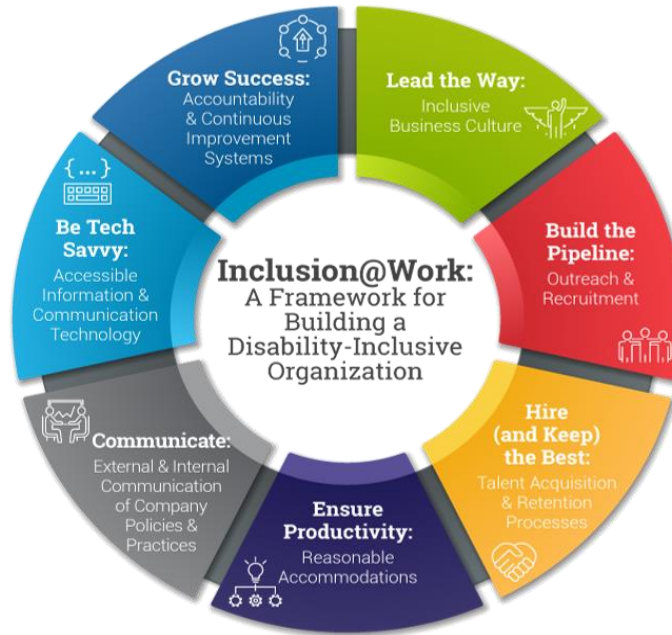 Inclusion@Work:
A Framework for
Building a
Disability-Inclusive
Organization
Lead the Way:
Inclusive
Business Culture
Build the
Pipeline:
Outreach &
Recruitment
Hire
(and Keep)
the Best:
Talent Acquisition
& Retention
Processes
Ensure
Productivity:
Reasonable
Accommodations
Communicate:
External & Internal
Communication
of Company
Policies &
Practices
{...}
Be Tech
Savvy:
Accessible
Information &
Communication
Technology
Grow Success:
Accountability
& Continuous
Improvement
Systems